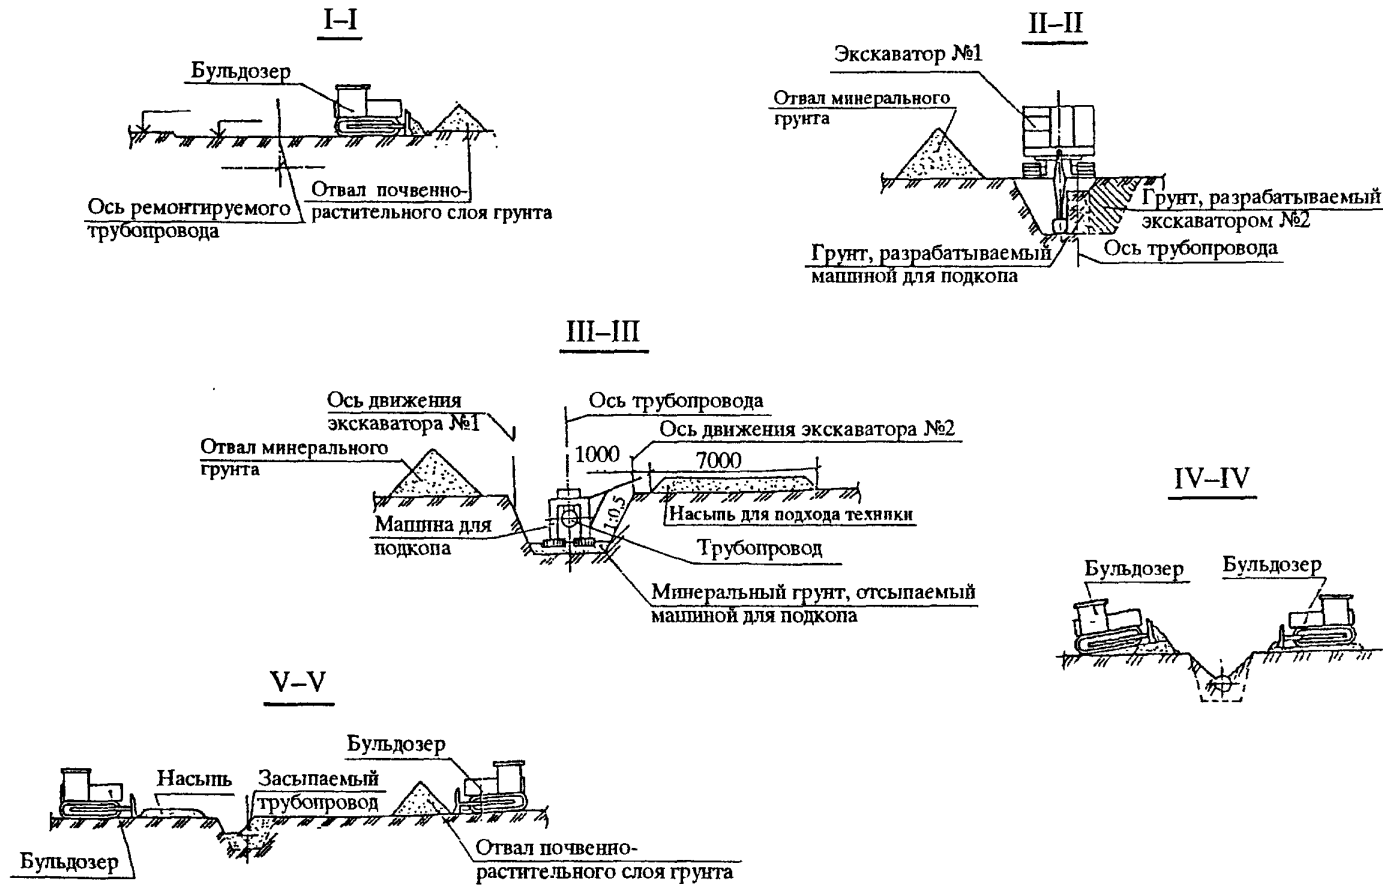 I–I
Бульдозер
Отвал почвенно-
растительного слоя грунта
Ось ремонтируемого
трубопровода
II–II
Экскаватор №1
Отвал минерального
грунта
Грунт, разрабатываемый
экскаватором №2
Грунт, разрабатываемый
машиной для подкопа
Ось трубопровода
III–III
Ось движения
экскаватора №1
Ось трубопровода
Ось движения экскаватора №2
Отвал минерального
грунта
1000
7000
1:0,5
Насыпь для подхода техники
Машина для
подкопа
Трубопровод
Минеральный грунт, отсыпаемый
машиной для подкопа
IV–IV
Бульдозер
Бульдозер
V–V
Бульдозер
Насыпь
Засыпаемый
трубопровод
Бульдозер
Отвал почвенно-
растительного слоя грунта